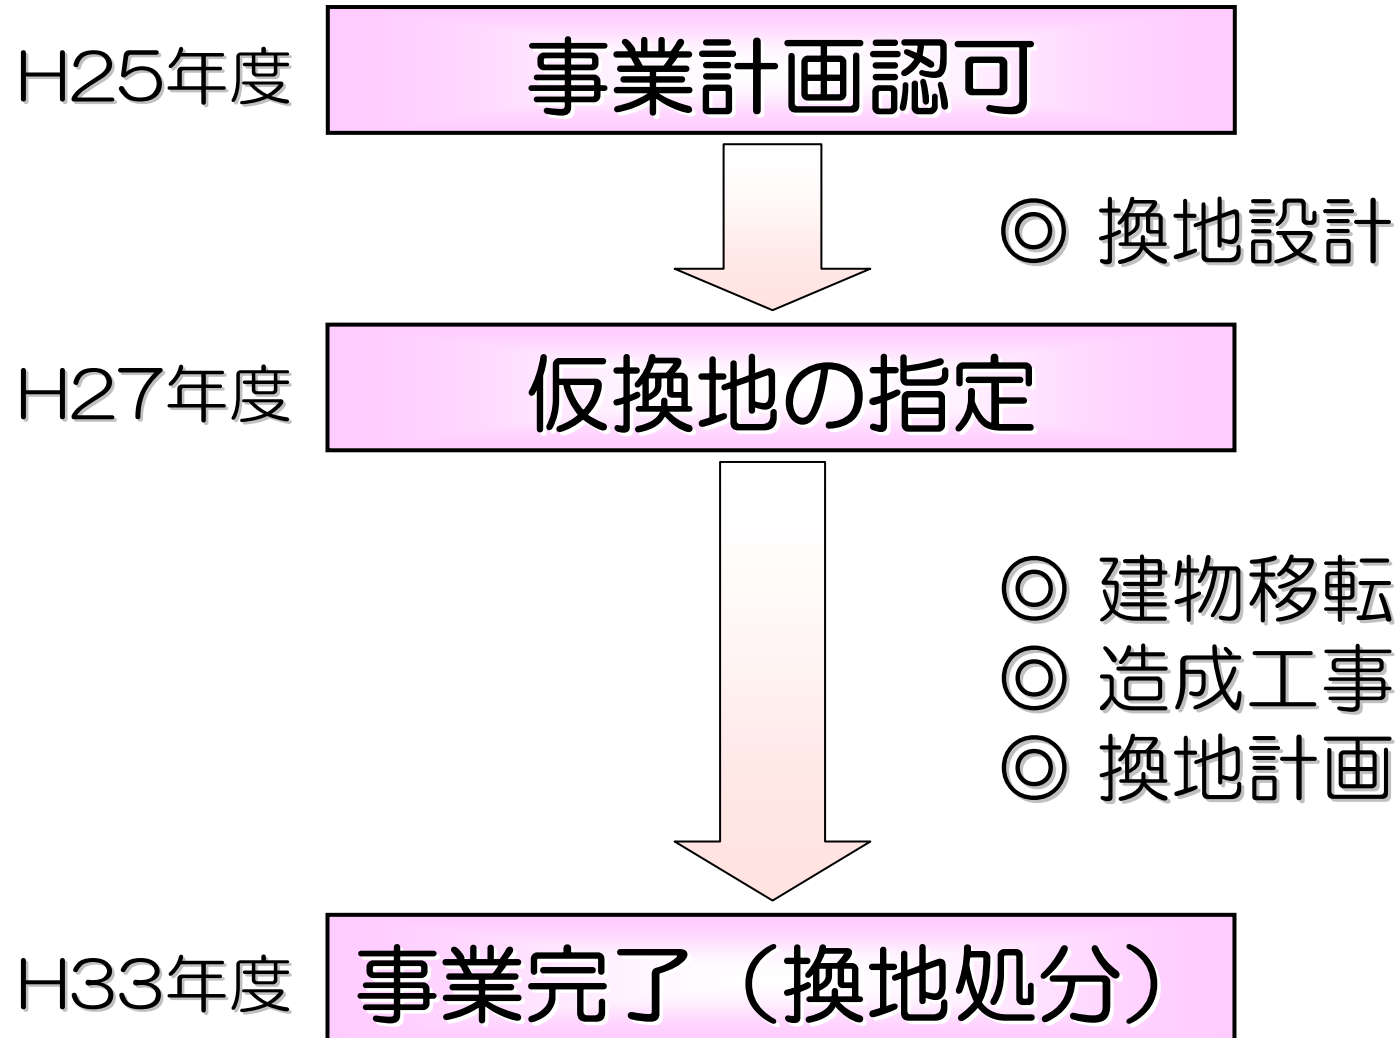 H25年度
事業計画認可
◎ 換地設計
H27年度
仮換地の指定
◎ 建物移転
◎ 造成工事
◎ 換地計画
H33年度
事業完了（換地処分）